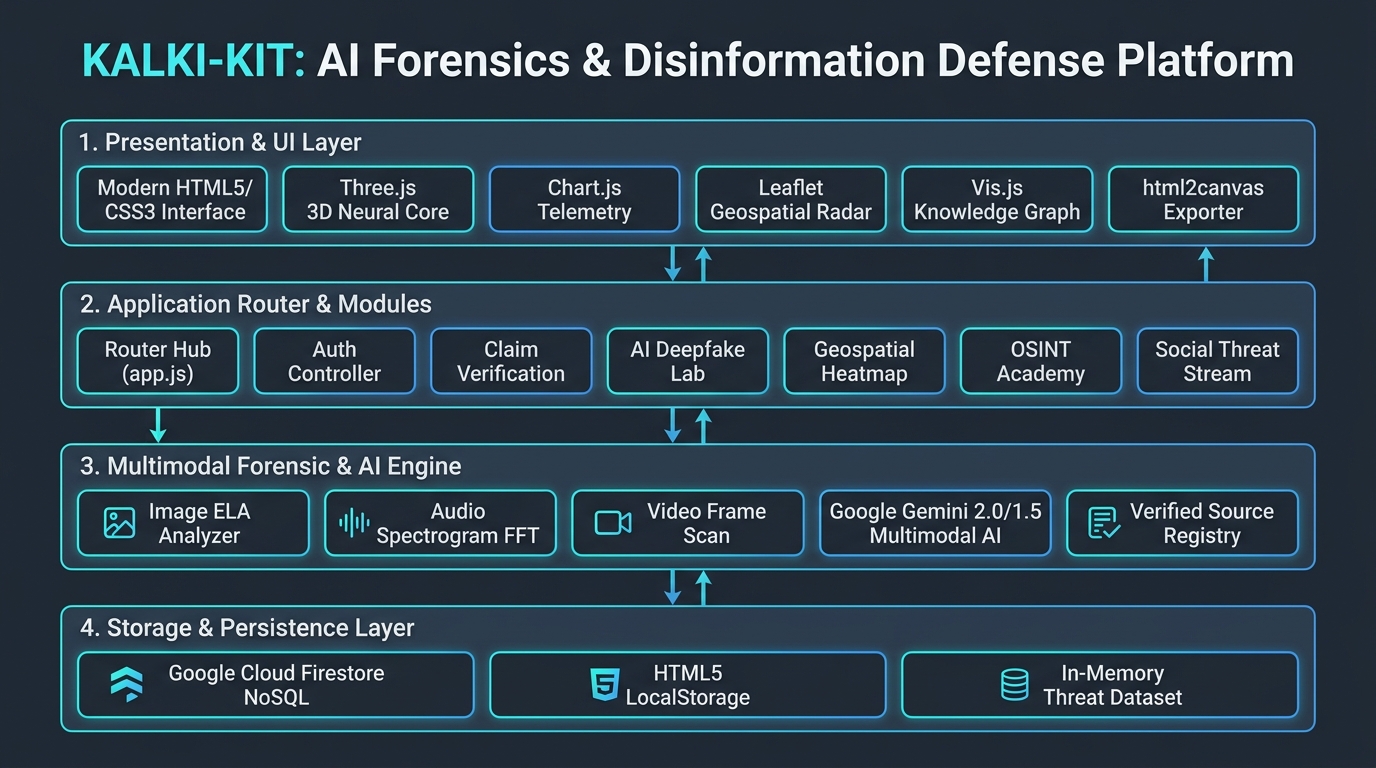 KALKI-KIT: AI Forensics & Disinformation Defense Platform
1. Presentation & UI Layer
Modern HTML5/
CSS3 Interface
Three.js
3D Neural Core
Chart.js
Telemetry
Leaflet
Geospatial Radar
Vis.js
Knowledge Graph
html2canvas
Exporter
2. Application Router & Modules
Router Hub
(app.js)
Auth
Controller
Claim
Verification
AI Deepfake
Lab
Geospatial
Heatmap
OSINT
Academy
Social Threat
Stream
3. Multimodal Forensic & AI Engine
Image ELA
Analyzer
Audio
Spectrogram FFT
Video Frame
Scan
Google Gemini 2.0/1.5
Multimodal AI
Verified Source
Registry
4. Storage & Persistence Layer
Google Cloud Firestore
NoSQL
5
HTML5
LocalStorage
In-Memory
Threat Dataset